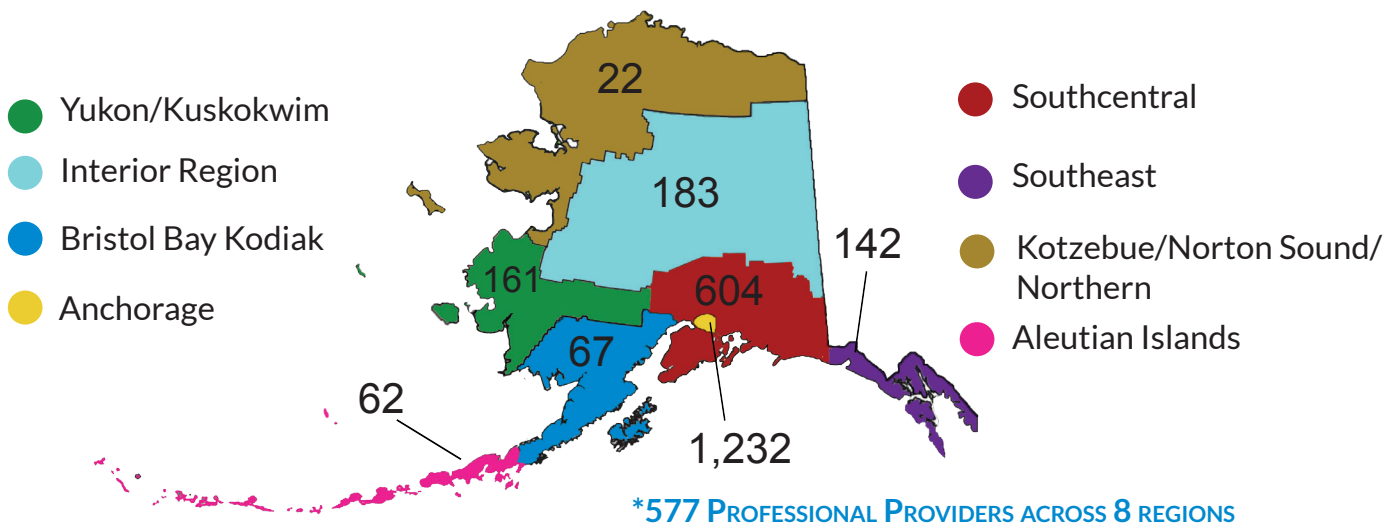 22
Yukon/Kuskokwim
Southcentral
Interior Region
183
Southeast
Bristol Bay Kodiak
142
Kotzebue/Norton Sound/
Northern
161
604
Anchorage
Aleutian Islands
67
62
1,232
*577 Professional Providers across 8 regions